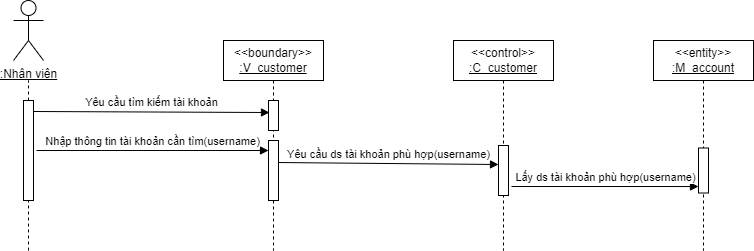 <<boundary>>
:V_customer
<<control>>
:C_customer
<<entity>>
:M_account
:Nhân viên
Yêu cầu tìm kiếm tài khoản
Nhập thông tin tài khoản cần tìm(username)
Yêu cầu ds tài khoản phù hợp(username)
Lấy ds tài khoản phù hợp(username)